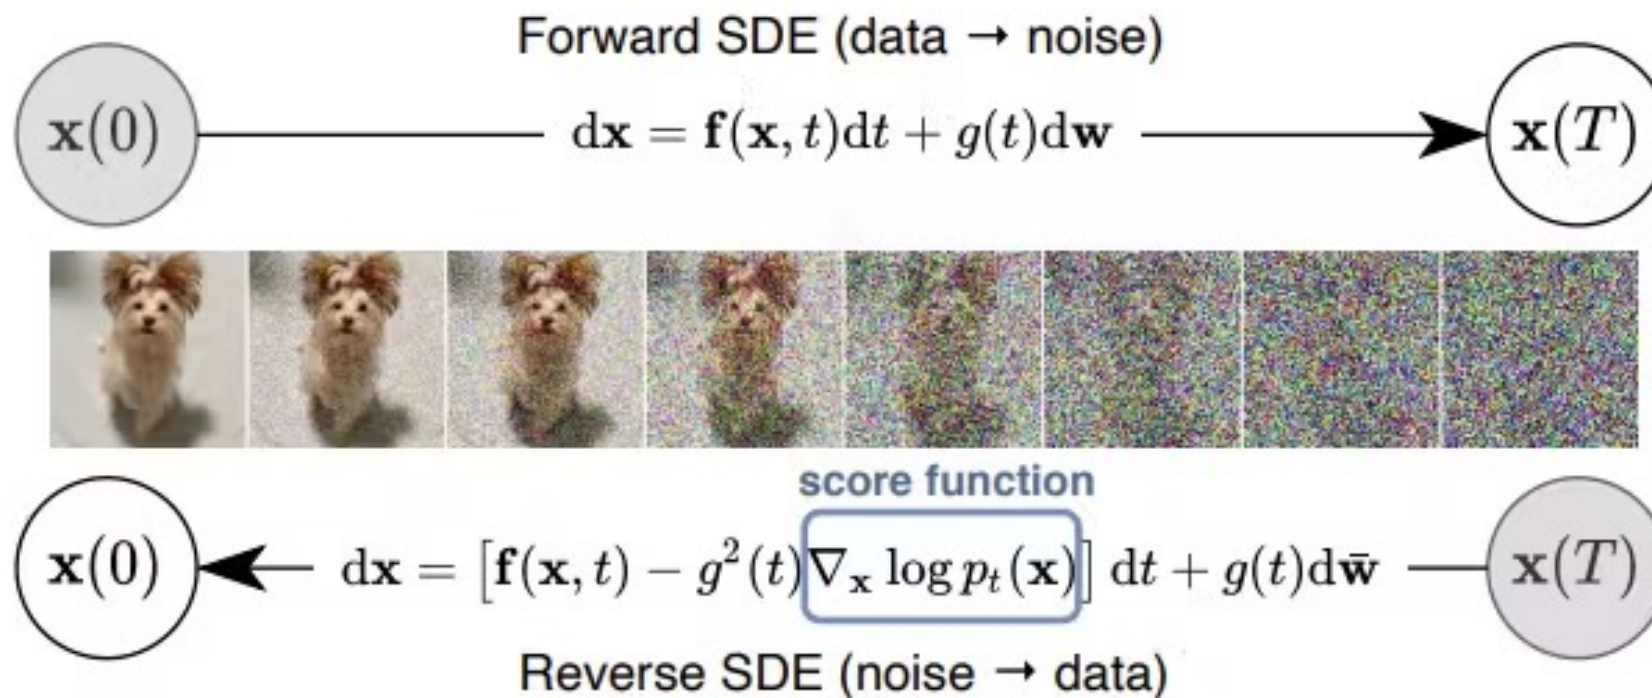 Forward SDE (data → noise)
x(0) dx = f(x, t)dt + g(t)dw x(T)
score function
x(0) dx = [f(x, t) − g²(t)∇ₓ log pₜ(x)] dt + g(t)dw̄ x(T)
Reverse SDE (noise → data)